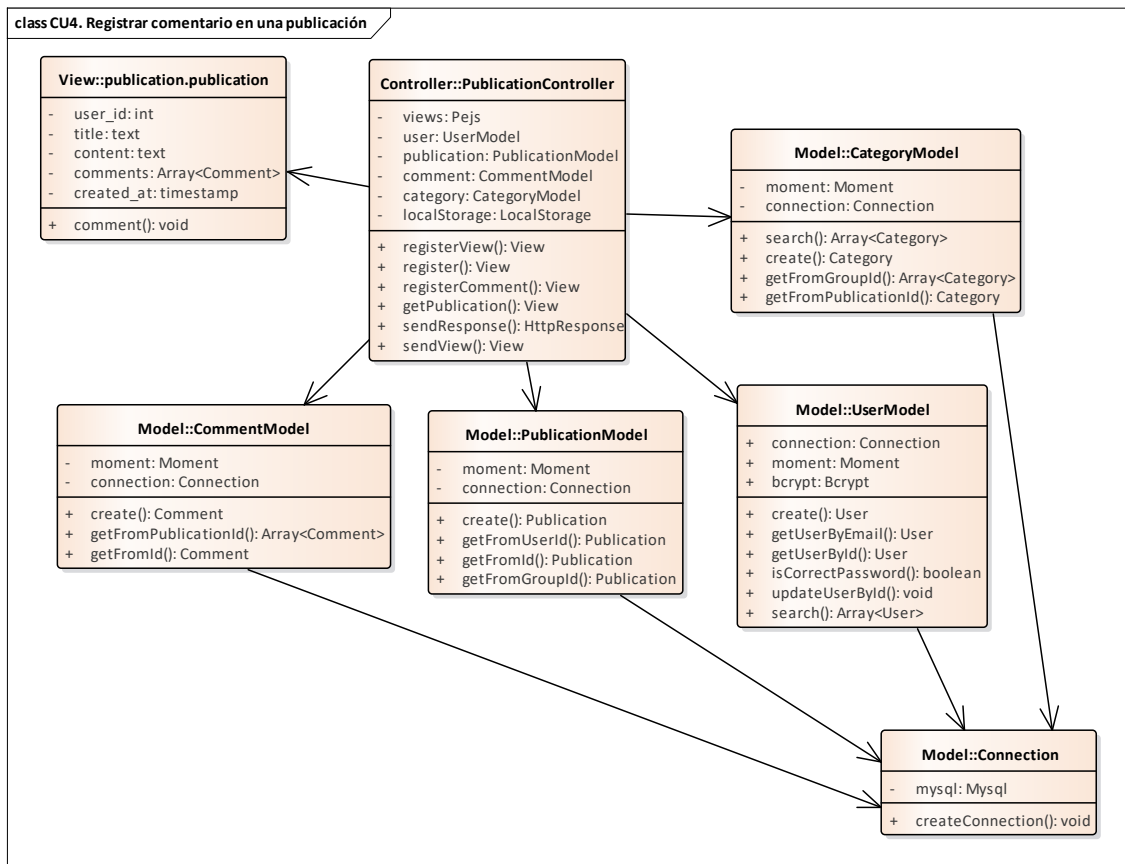 class CU4. Registrar comentario en una publicación
View::publication.publication
- user_id: int
- title: text
- content: text
- comments: Array<Comment>
- created_at: timestamp
+ comment(): void
Controller::PublicationController
- views: Pejs
- user: UserModel
- publication: PublicationModel
- comment: CommentModel
- category: CategoryModel
- localStorage: LocalStorage
+ registerView(): View
+ register(): View
+ registerComment(): View
+ getPublication(): View
+ sendResponse(): HttpResponse
+ sendView(): View
Model::CategoryModel
- moment: Moment
- connection: Connection
+ search(): Array<Category>
+ create(): Category
+ getFromGroupId(): Array<Category>
+ getFromPublicationId(): Category
Model::CommentModel
- moment: Moment
- connection: Connection
+ create(): Comment
+ getFromPublicationId(): Array<Comment>
+ getFromId(): Comment
Model::PublicationModel
- moment: Moment
- connection: Connection
+ create(): Publication
+ getFromUserId(): Publication
+ getFromId(): Publication
+ getFromGroupId(): Publication
Model::UserModel
+ connection: Connection
+ moment: Moment
+ bcrypt: Bcrypt
+ create(): User
+ getUserByEmail(): User
+ getUserById(): User
+ isCorrectPassword(): boolean
+ updateUserById(): void
+ search(): Array<User>
Model::Connection
- mysql: Mysql
+ createConnection(): void